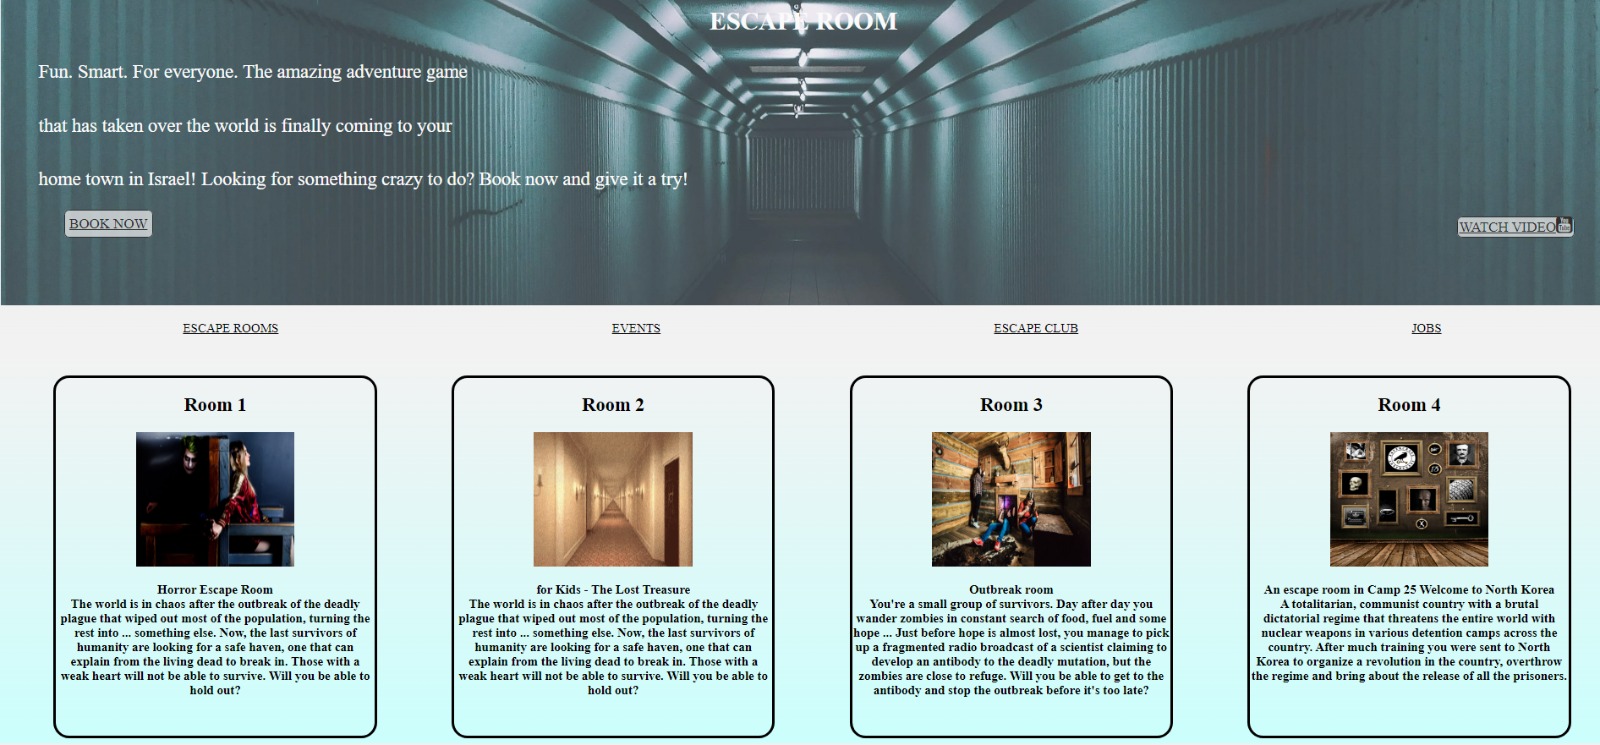 ESCAPE ROOM
Fun. Smart. For everyone. The amazing adventure game
that has taken over the world is finally coming to your
home town in Israel! Looking for something crazy to do? Book now and give it a try!
BOOK NOW
WATCH VIDEO
You
Tube
ESCAPE ROOMS
EVENTS
ESCAPE CLUB
JOBS
Room 1
Horror Escape Room
The world is in chaos after the outbreak of the deadly
plague that wiped out most of the population, turning the
rest into ... something else. Now, the last survivors of
humanity are looking for a safe haven, one that can
explain from the living dead to break in. Those with a
weak heart will not be able to survive. Will you be able to
hold out?
Room 2
for Kids - The Lost Treasure
The world is in chaos after the outbreak of the deadly
plague that wiped out most of the population, turning the
rest into ... something else. Now, the last survivors of
humanity are looking for a safe haven, one that can
explain from the living dead to break in. Those with a
weak heart will not be able to survive. Will you be able to
hold out?
Room 3
Outbreak room
You're a small group of survivors. Day after day you
wander zombies in constant search of food, fuel and some
hope ... Just before hope is almost lost, you manage to pick
up a fragmented radio broadcast of a scientist claiming to
develop an antibody to the deadly mutation, but the
zombies are close to refuge. Will you be able to get to the
antibody and stop the outbreak before it's too late?
Room 4
An escape room in Camp 25 Welcome to North Korea
A totalitarian, communist country with a brutal
dictatorial regime that threatens the entire world with
nuclear weapons in various detention camps across the
country. After much training you were sent to North
Korea to organize a revolution in the country, overthrow
the regime and bring about the release of all the prisoners.